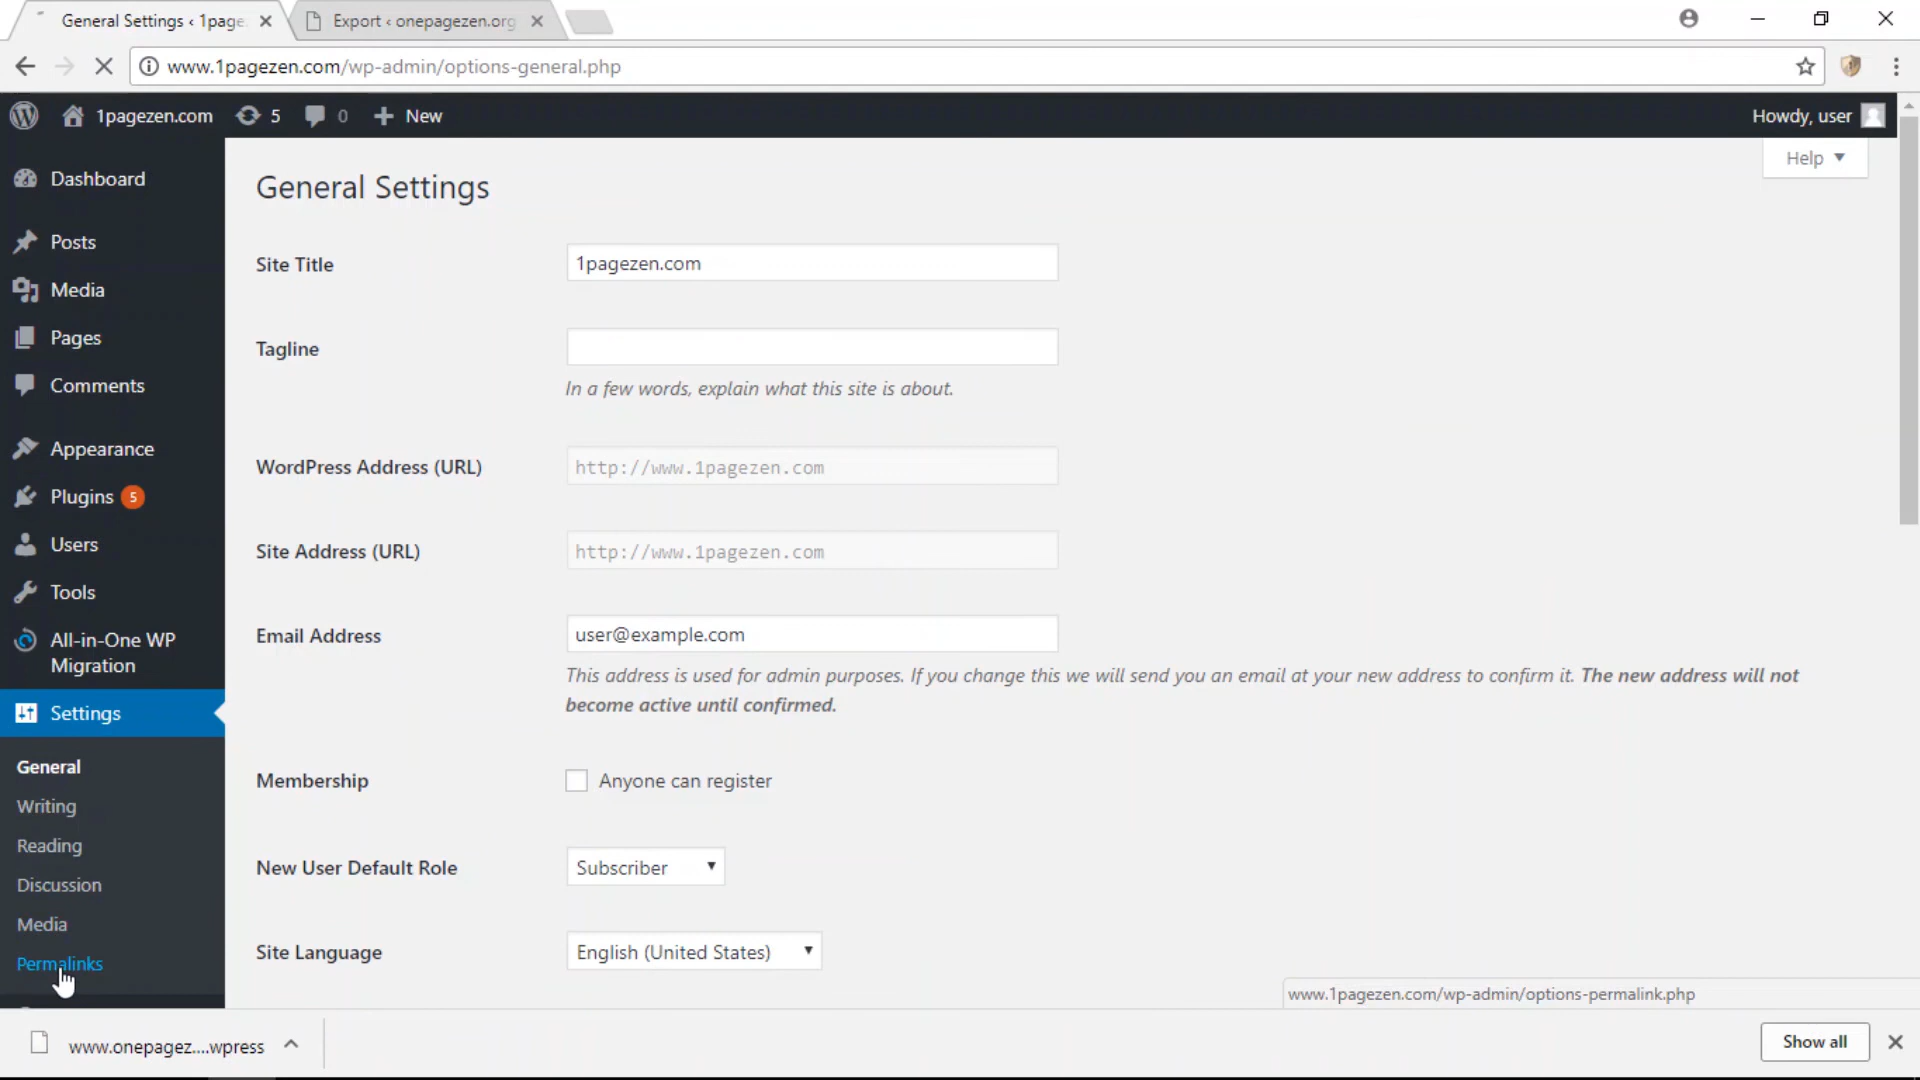 General Settings ‹ 1page
Export ‹ onepagezen.org
www.1pagezen.com/wp-admin/options-general.php
1pagezen.com
5
0
New
Howdy, user
Help
Dashboard
Posts
Media
Pages
Comments
Appearance
Plugins 5
Users
Tools
All-in-One WP
Migration
Settings
General
Writing
Reading
Discussion
Media
Permalinks
General Settings
Site Title
1pagezen.com
Tagline
In a few words, explain what this site is about.
WordPress Address (URL)
http://www.1pagezen.com
Site Address (URL)
http://www.1pagezen.com
Email Address
user@example.com
This address is used for admin purposes. If you change this we will send you an email at your new address to confirm it. The new address will not
become active until confirmed.
Membership
Anyone can register
New User Default Role
Subscriber
Site Language
English (United States)
www.1pagezen.com/wp-admin/options-permalink.php
www.onepagez....wpress
Show all